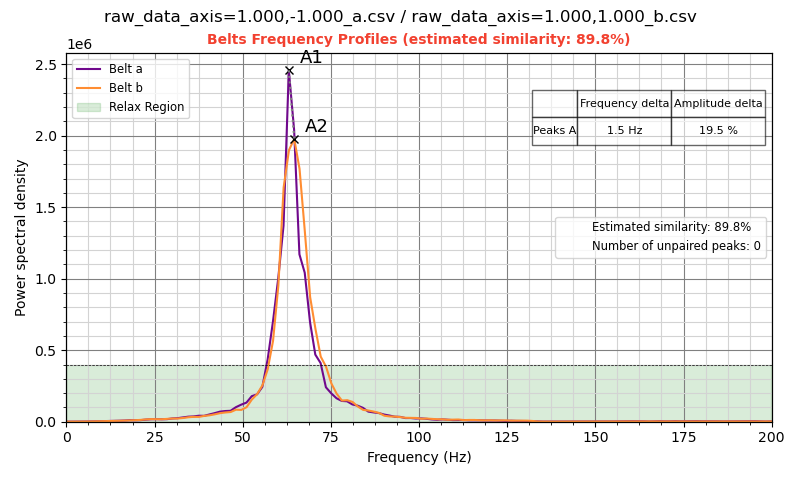 raw_data_axis=1.000,-1.000_a.csv / raw_data_axis=1.000,1.000_b.csv
Belts Frequency Profiles (estimated similarity: 89.8%)
1e6
Belt a
Belt b
Relax Region
A1
A2
Frequency delta Amplitude delta
Peaks A 1.5 Hz 19.5 %
Estimated similarity: 89.8%
Number of unpaired peaks: 0
Power spectral density
2.5
2.0
1.5
1.0
0.5
0.0
0 25 50 75 100 125 150 175 200
Frequency (Hz)